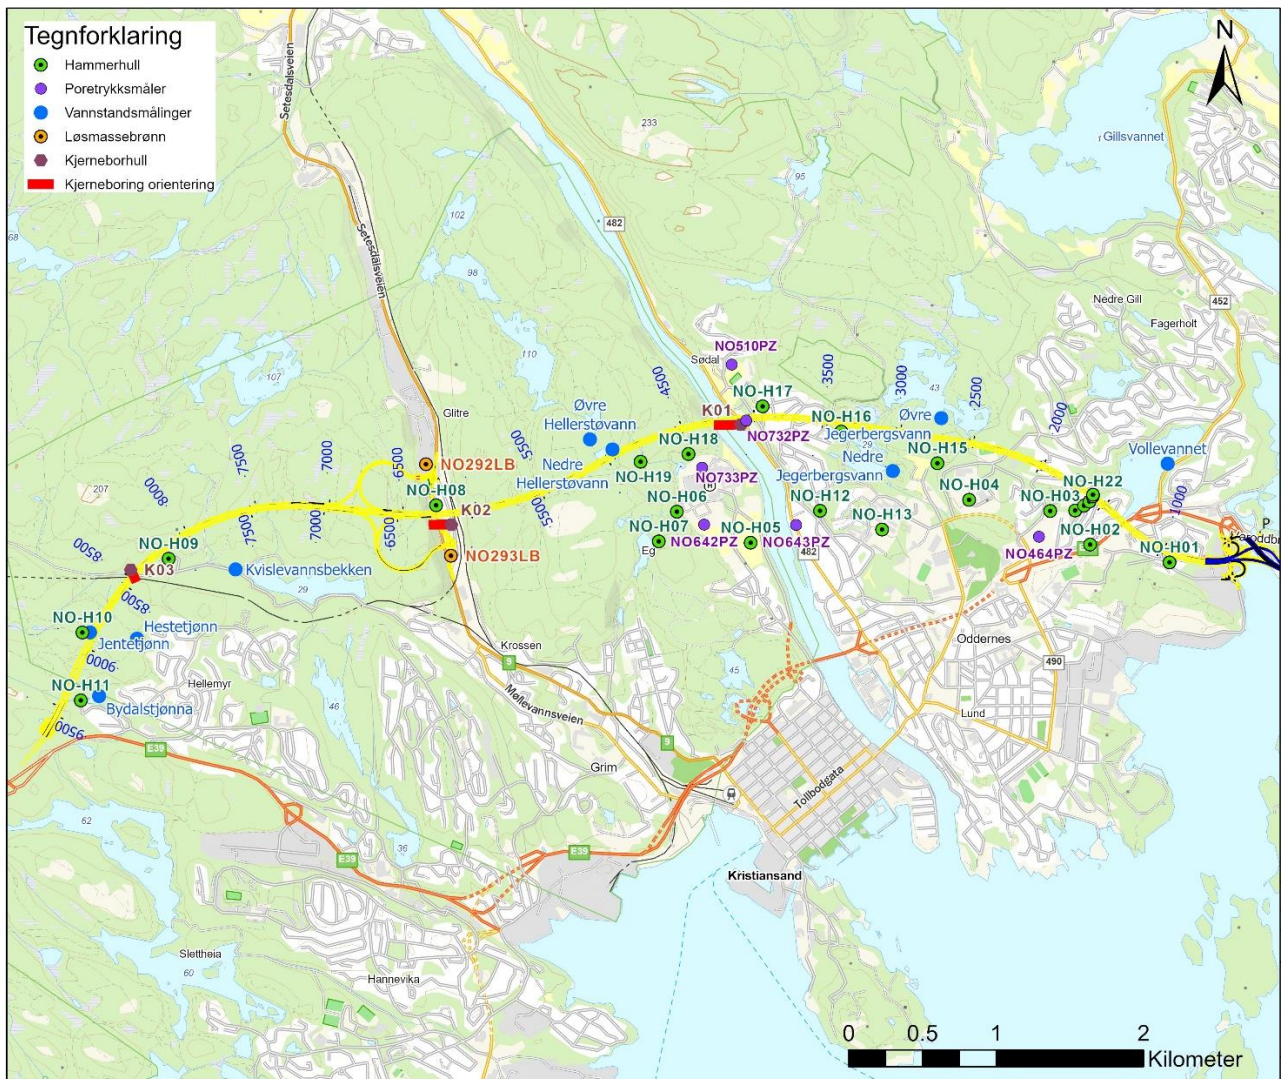 Tegnforklaring
Hammerhull
Poretrykksmåler
Vannstandsmålinger
Løsmassebrønn
Kjerneborhull
Kjerneboring orientering
N
Setesdalsveien
Setesdalsveien
233
Gillsvannet
95
482
102
68
98
452
Nedre Gill
Fagerholt
110
NO510PZ
Sødal
3500
3000
43
2500
4500
Glitre
NO-H17
K01
NO-H16
Øvre
Jegerbergsvann
2000
Øvre
Hellerstøvann
NO732PZ
5500
7000
NO-H18
NO-H15
Vollevannet
Nedre
Jegerbergsvann
7500
6500
NO292LB
Nedre
Hellerstøvann
NO-H19
NO733PZ
H
207
8000
NO-H08
NO-H06
NO-H12
NO-H04
NO-H22
NO-H03
1000
K02
5500
7000
6500
7500
NO-H07
Eg
NO642PZ
NO-H05
NO643PZ
482
NO-H13
NO-H02
P
NO464PZ
NO-H01
8500
NO-H09
NO293LB
K03
Kvislevannsbekken
29
8500
NO-H10
Hestetjønn
Jentetjønn
Krossen
Oddernes
9
9000
45
490
NO-H11
Hellemyr
Bydalstjønna
Møllevannsveien
46
Lund
9500
E39
9
Grim
Tollbodgata
62
36
E39
E39
Kristiansand
Slettheia
60
Hannevika
0 0.5 1 2
Kilometer